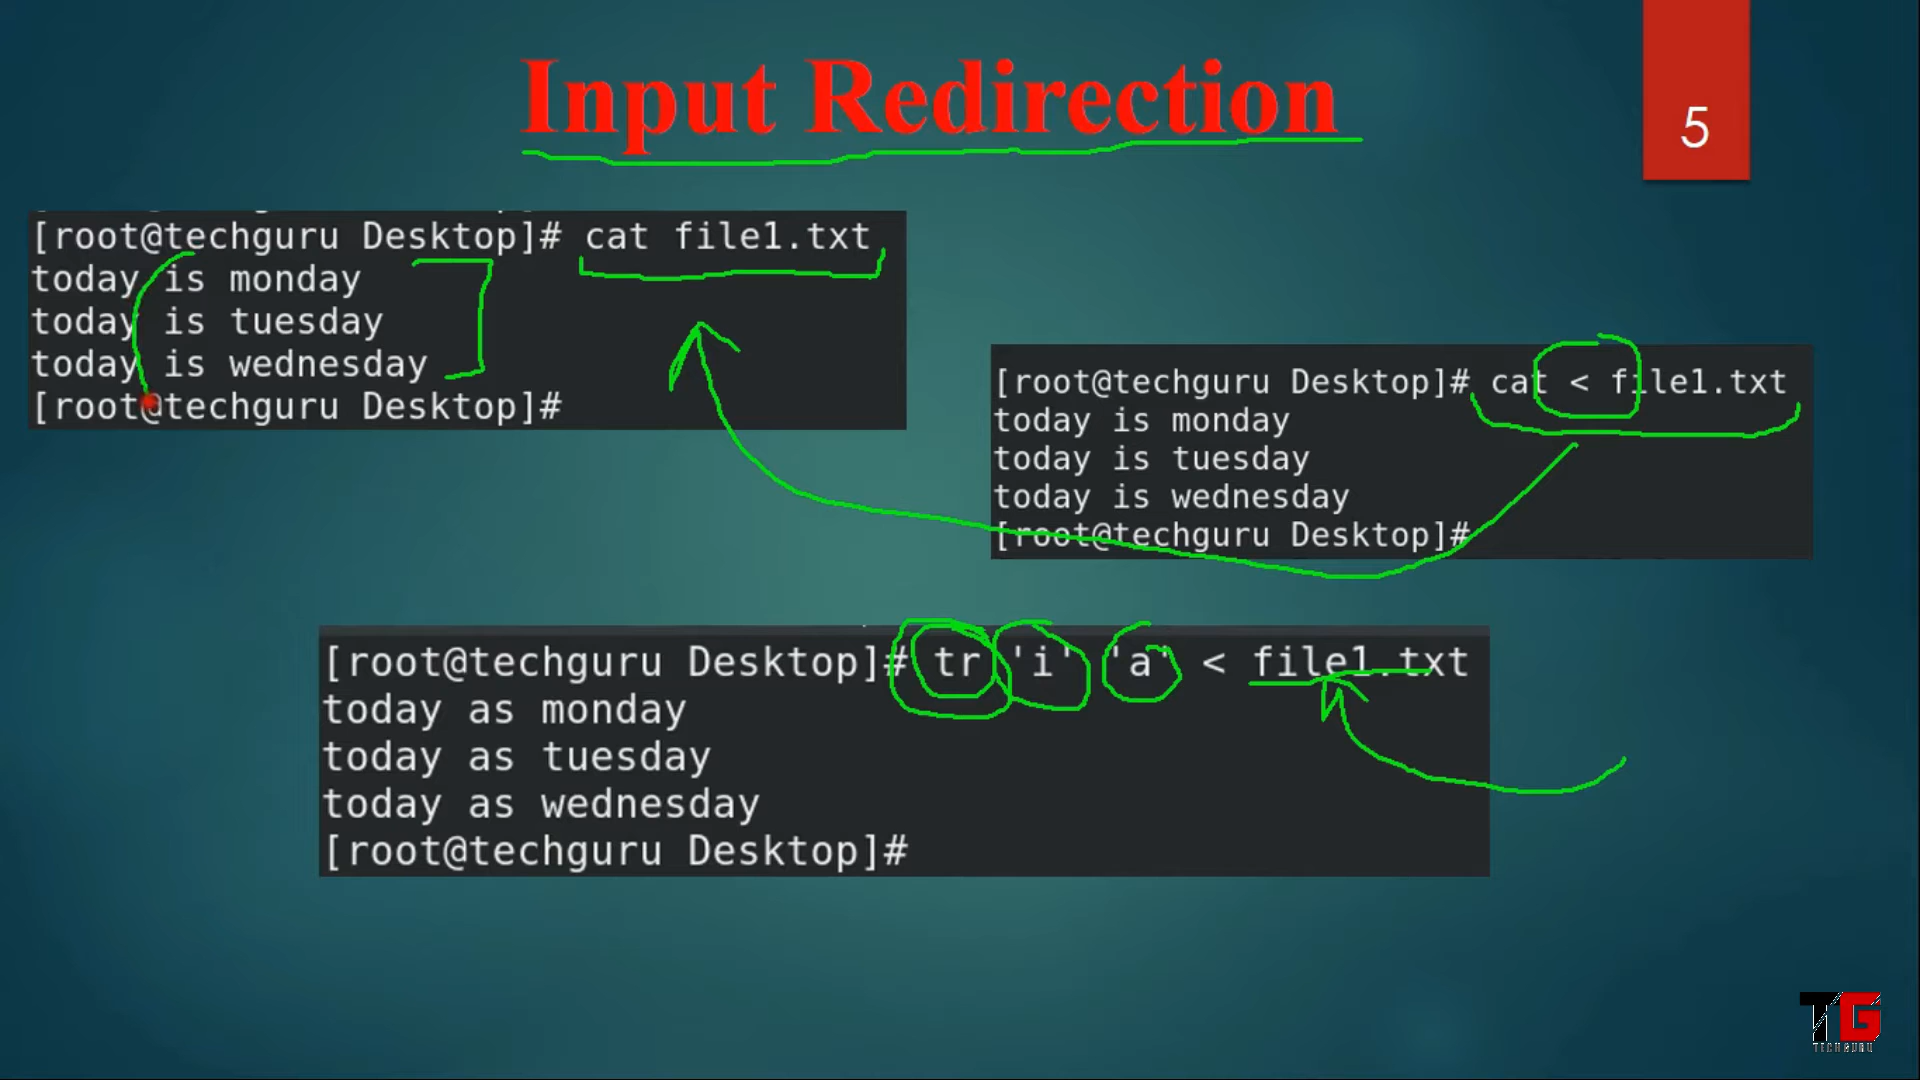 Input Redirection
5
[root@techguru Desktop]# cat file1.txt
today is monday
today is tuesday
today is wednesday
[root@techguru Desktop]#
[root@techguru Desktop]# cat < file1.txt
today is monday
today is tuesday
today is wednesday
[root@techguru Desktop]#
[root@techguru Desktop]# tr 'i' 'a' < file1.txt
today as monday
today as tuesday
today as wednesday
[root@techguru Desktop]#
TG
TECHGURU